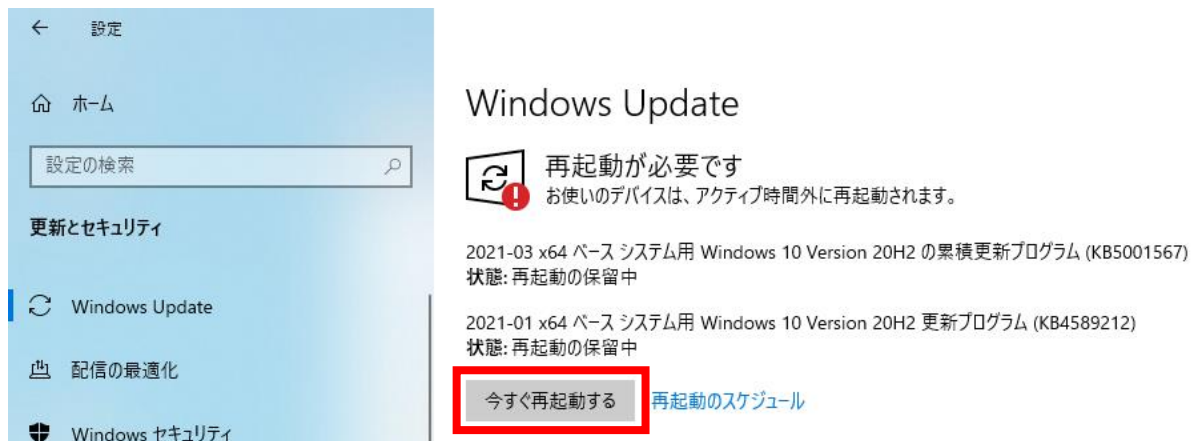 設定
ホーム
設定の検索
更新とセキュリティ
Windows Update
配信の最適化
Windows セキュリティ
Windows Update
再起動が必要です
お使いのデバイスは、アクティブ時間外に再起動されます。
2021-03 x64 ベース システム用 Windows 10 Version 20H2 の累積更新プログラム (KB5001567)
状態: 再起動の保留中
2021-01 x64 ベース システム用 Windows 10 Version 20H2 更新プログラム (KB4589212)
状態: 再起動の保留中
今すぐ再起動する
再起動のスケジュール